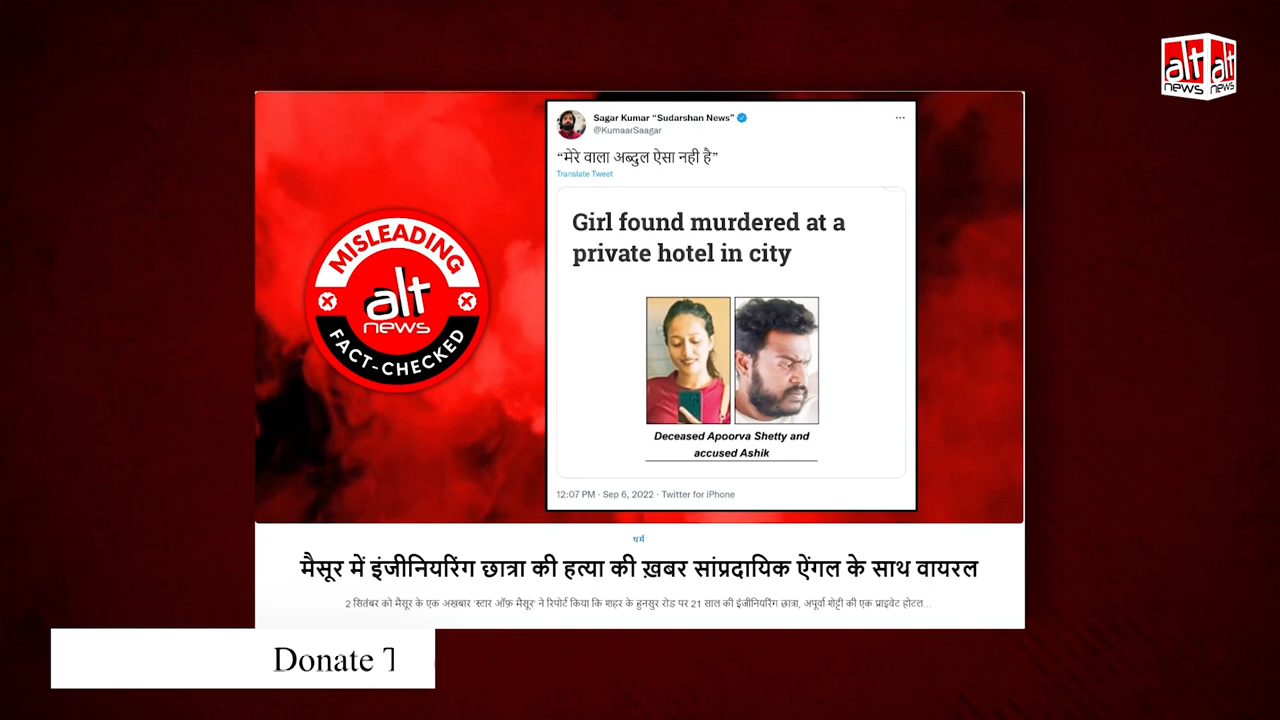 alt alt
news news
Sagar Kumar “Sudarshan News”
@KumaarSaagar
“मेरे वाला अब्दुल ऐसा नही है”
Translate Tweet
Girl found murdered at a
private hotel in city
MISLEADING
alt
news
FACT-CHECKED
Deceased Apoorva Shetty and
accused Ashik
12:07 PM · Sep 6, 2022 · Twitter for iPhone
धर्म
मैसूर में इंजीनियरिंग छात्रा की हत्या की ख़बर सांप्रदायिक ऐंगल के साथ वायरल
2 सितंबर को मैसूर के एक अखबार ‘स्टार ऑफ़ मैसूर’ ने रिपोर्ट किया कि शहर के हुनसुर रोड पर 21 साल की इंजीनियरिंग छात्रा, अपूर्वा शेट्टी की एक प्राइवेट होटल...
Donate